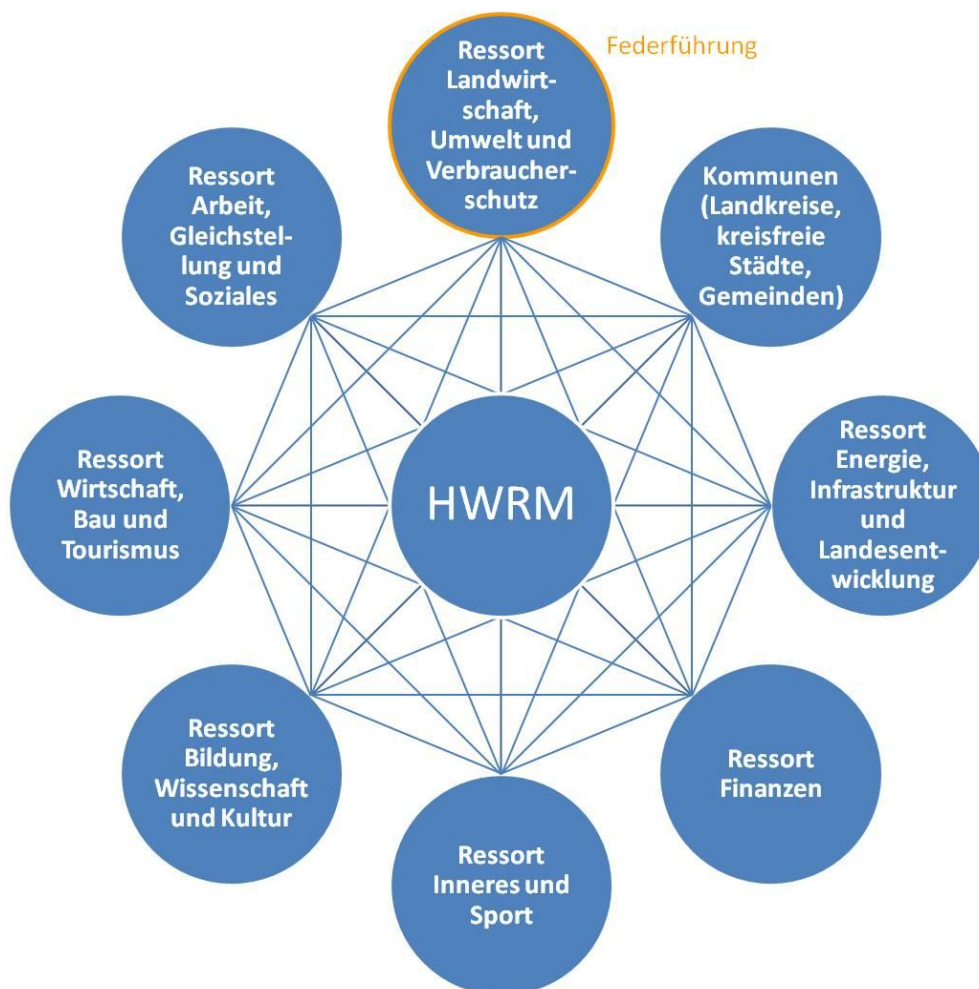 Federführung
Ressort
Landwirt-
schaft,
Umwelt und
Verbraucher-
schutz
Kommunen
(Landkreise,
kreisfreie
Städte,
Gemeinden)
Ressort
Energie,
Infrastruktur
und
Landesent-
wicklung
Ressort
Finanzen
Ressort
Inneres und
Sport
Ressort
Bildung,
Wissenschaft
und Kultur
Ressort
Wirtschaft,
Bau und
Tourismus
Ressort
Arbeit,
Gleichstel-
lung und
Soziales
HWRM